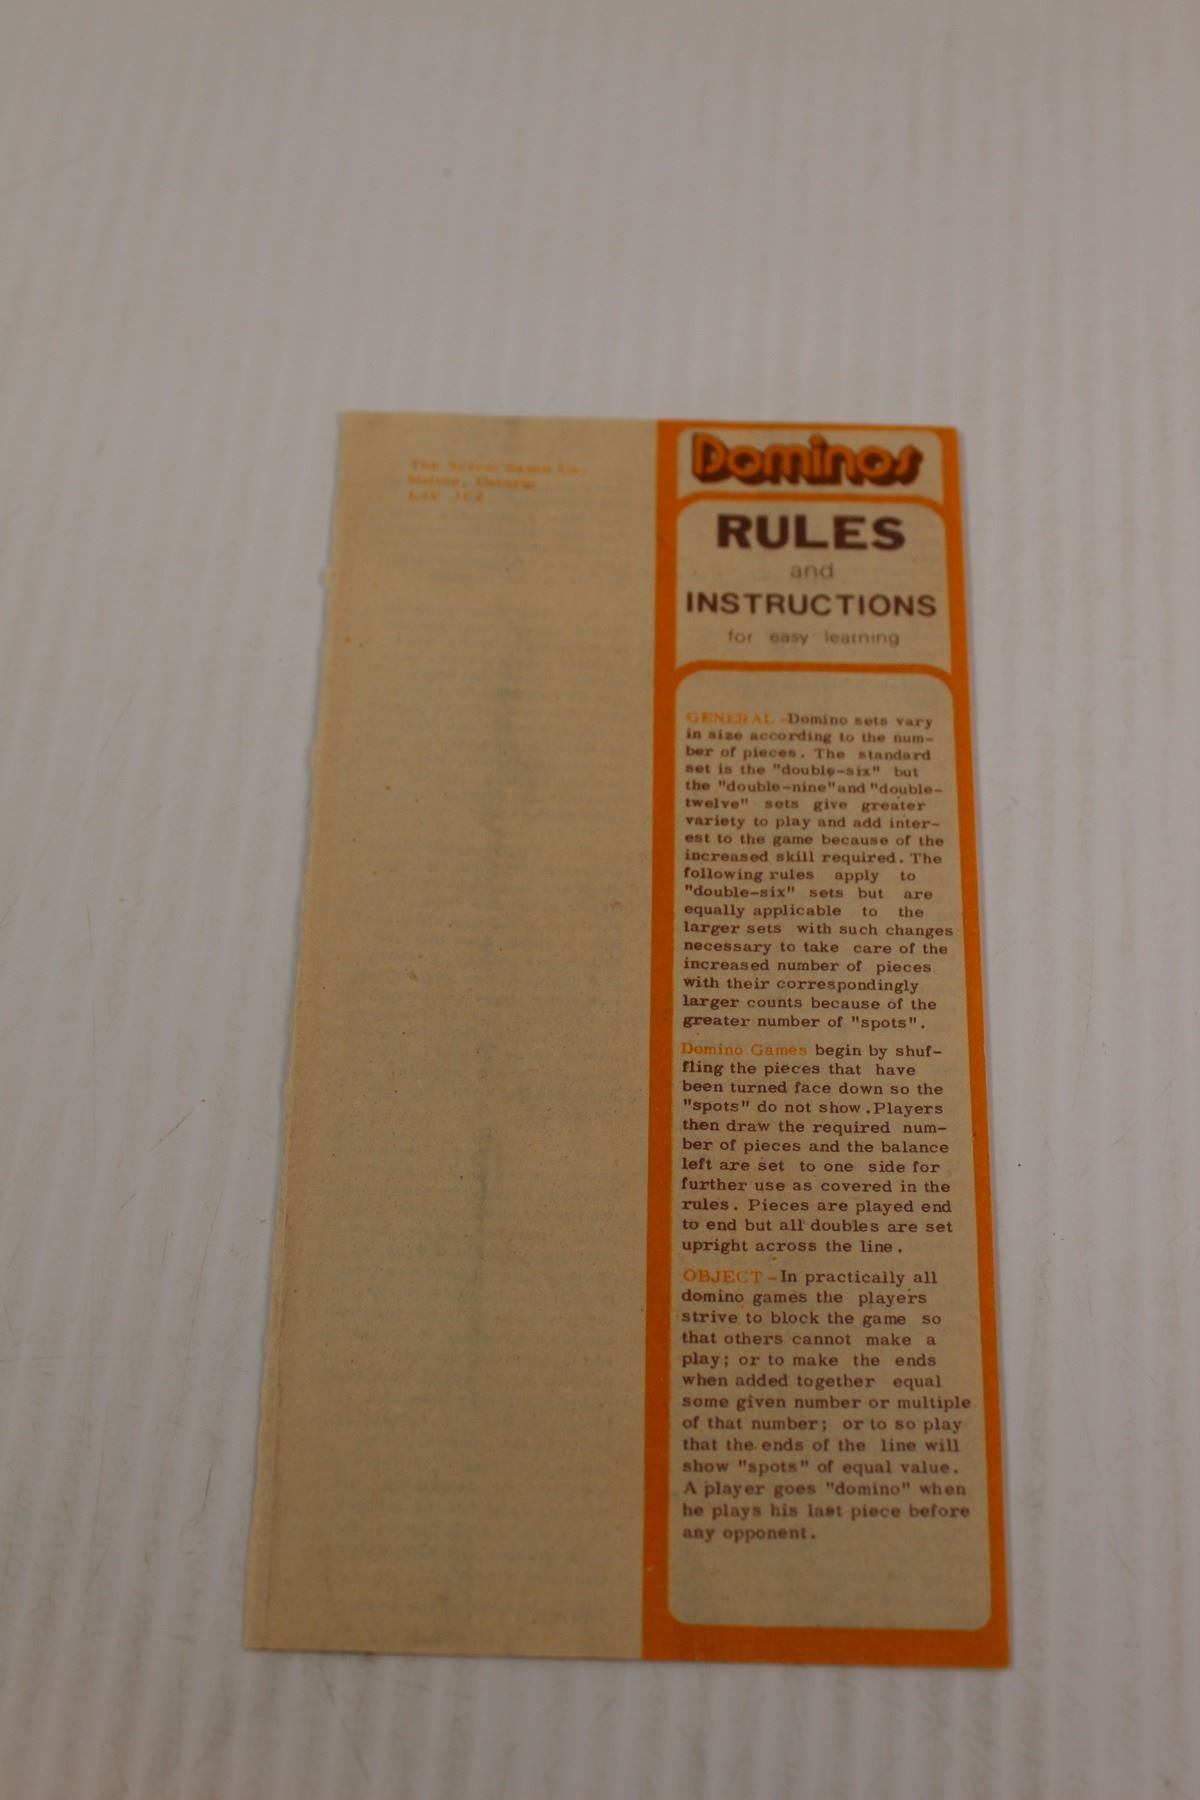 The
Ontario
L4V 1C2
Dominos
RULES
and
INSTRUCTIONS
for easy learning
GENERAL -Domino sets vary
in size according to the num-
ber of pieces. The standard
set is the "double-six" but
the "double-nine"and "double-
twelve" sets give greater
variety to play and add inter-
est to the game because of the
increased skill required. The
following rules apply to
"double-six" sets but are
equally applicable to the
larger sets with such changes
necessary to take care of the
increased number of pieces
with their correspondingly
larger counts because of the
greater number of "spots".
Domino Games begin by shuf-
fling the pieces that have
been turned face down so the
"spots" do not show .Players
then draw the required num-
ber of pieces and the balance
left are set to one side for
further use as covered in the
rules. Pieces are played end
to end but all doubles are set
upright across the line.
OBJECT -In practically all
domino games the players
strive to block the game so
that others cannot make a
play; or to make the ends
when added together equal
some given number or multiple
of that number; or to so play
that the ends of the line will
show "spots" of equal value.
A player goes "domino" when
he plays his last piece before
any opponent.